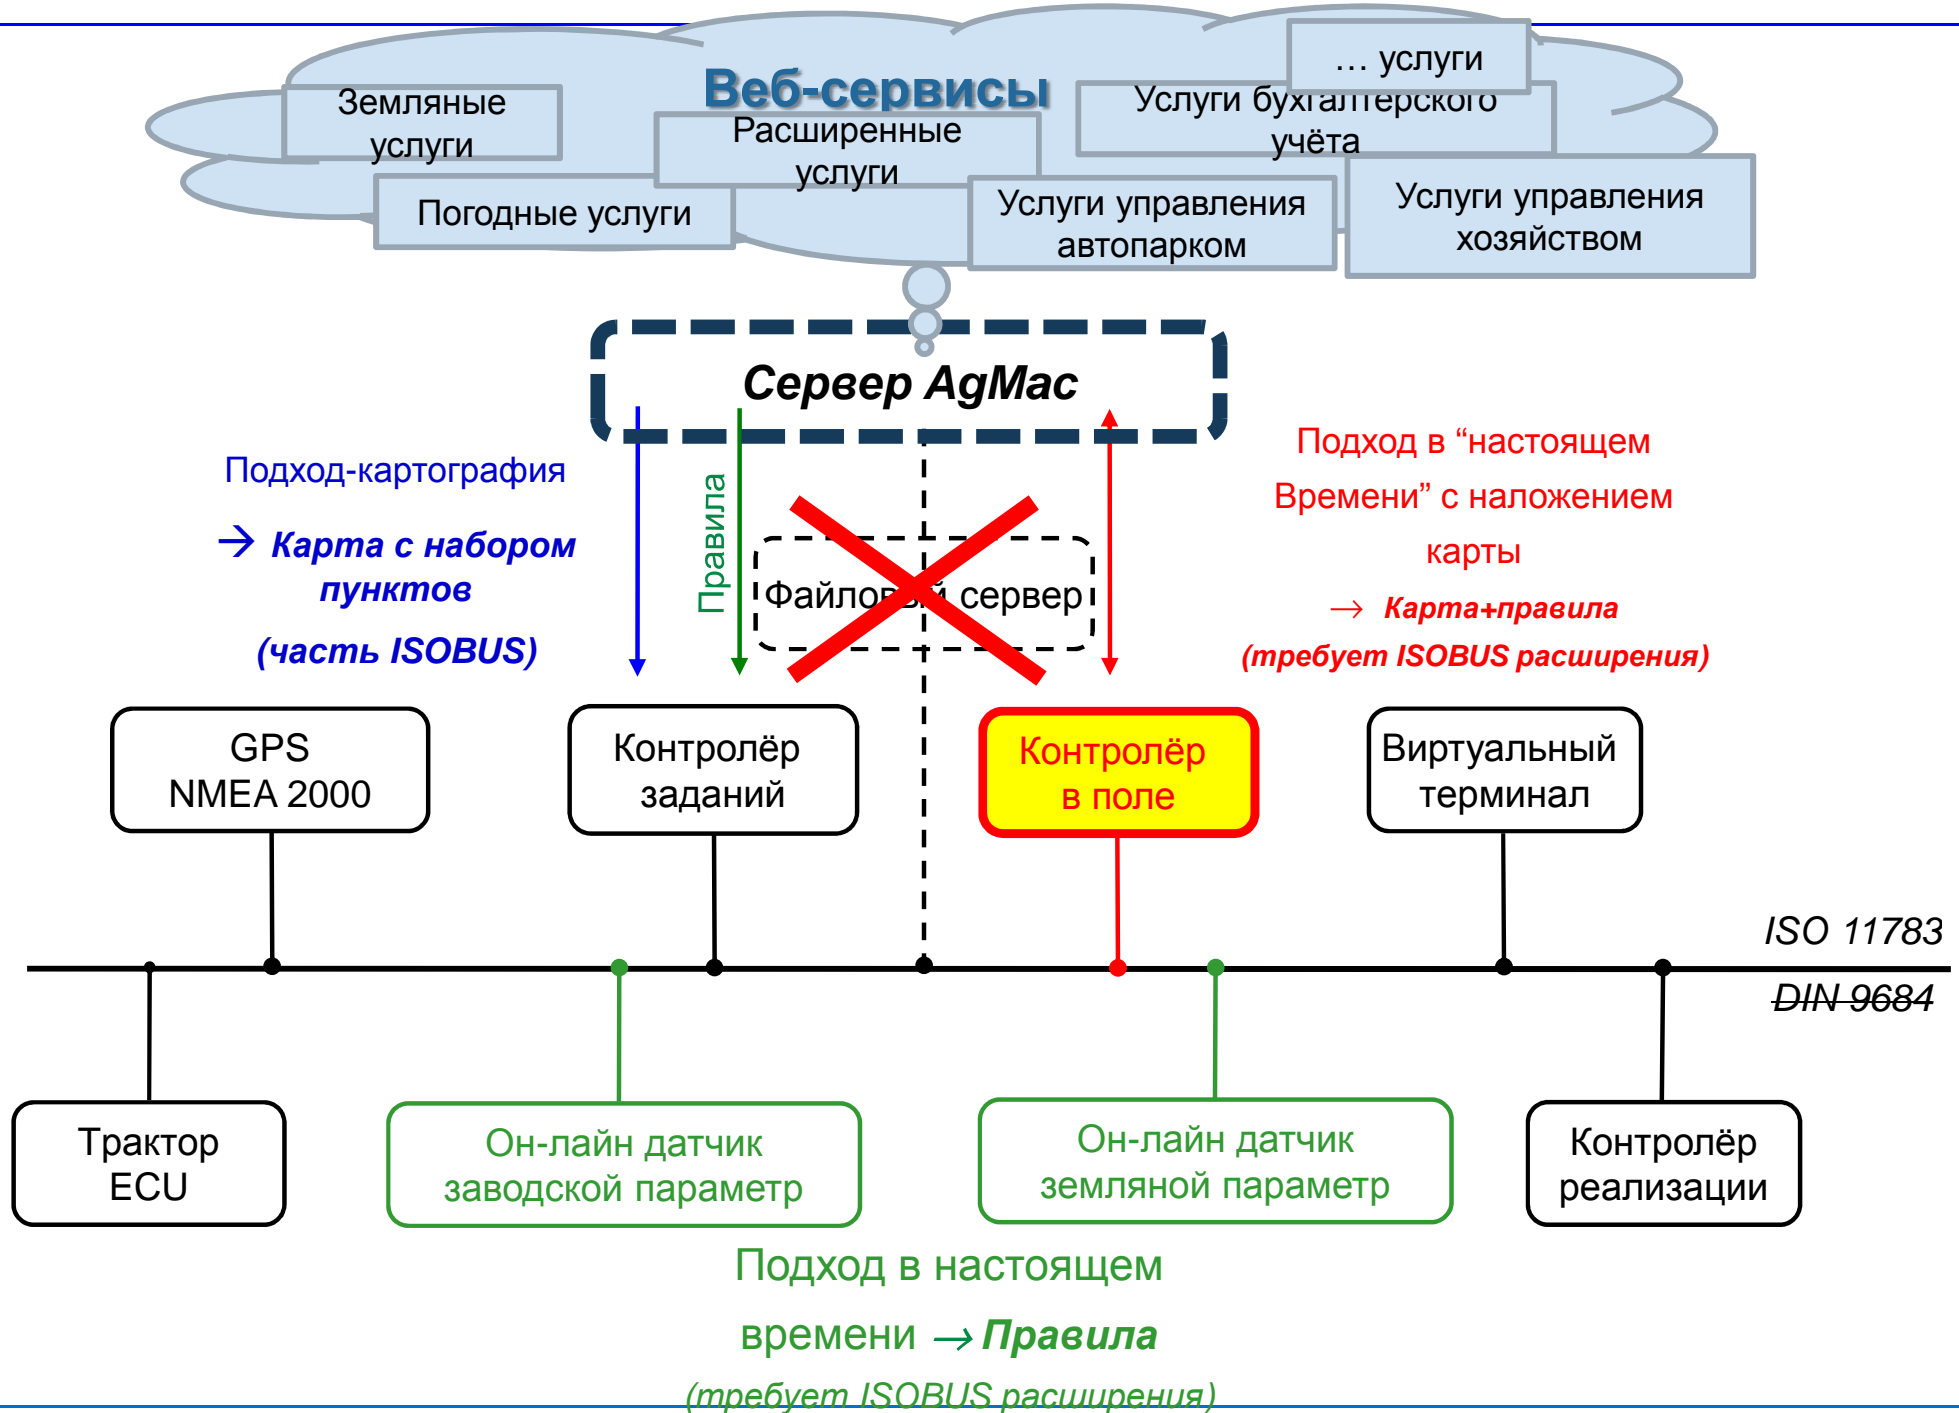 … услуги
Веб-сервисы
Земляные
услуги
Услуги бухгалтерского
учёта
Расширенные
услуги
Погодные услуги
Услуги управления
автопарком
Услуги управления
хозяйством
Сервер AgMac
Подход-картография
→ Карта с набором
пунктов
(часть ISOBUS)
Правила
Файловый сервер
Подход в “настоящем
Времени” с наложением
карты
→ Карта+правила
(требует ISOBUS расширения)
GPS
NMEA 2000
Контролёр
заданий
Контролёр
в поле
Виртуальный
терминал
ISO 11783
DIN 9684
Трактор
ECU
Он-лайн датчик
заводской параметр
Он-лайн датчик
земляной параметр
Контролёр
реализации
Подход в настоящем
времени → Правила
(требует ISOBUS расширения)